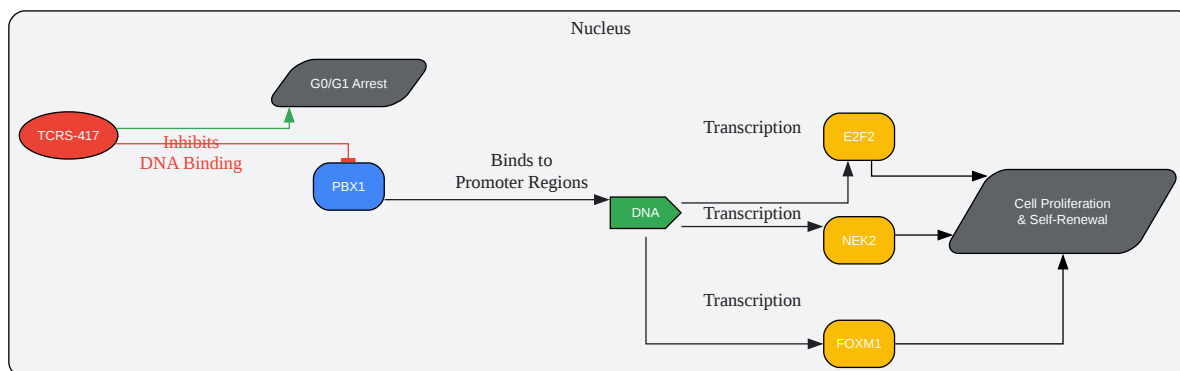 Nucleus
G0/G1 Arrest
TCRS-417
Inhibits
DNA Binding
PBX1
Binds to
Promoter Regions
DNA
Transcription
E2F2
Transcription
NEK2
Transcription
FOXM1
Cell Proliferation
& Self-Renewal